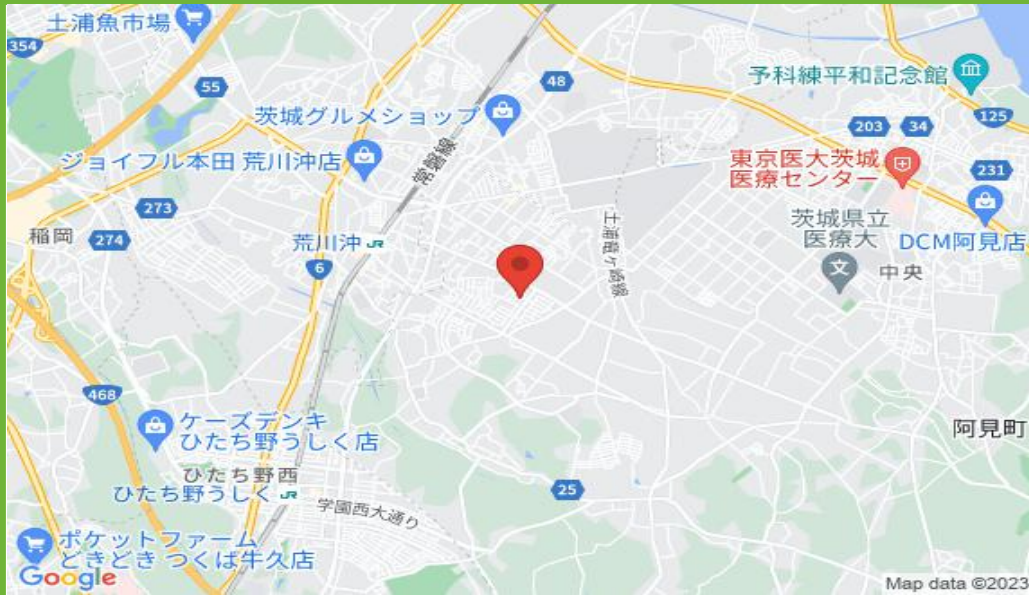 土浦魚市場
354
55
48
予科練平和記念館
125
茨城グルメショップ
203
34
ジョイフル本田 荒川沖店
常磐線
東京医大茨城
医療センター
231
273
稲岡
274
荒川沖 JR
6
土浦竜ヶ崎線
茨城県立
医療大
DCM阿見店
中央
468
ケーズデンキ
ひたち野うしく店
阿見町
ひたち野西
ひたち野うしく JR
25
学園西大通り
ポケットファーム
どきどき つくば牛久店
Google
Map data ©2023